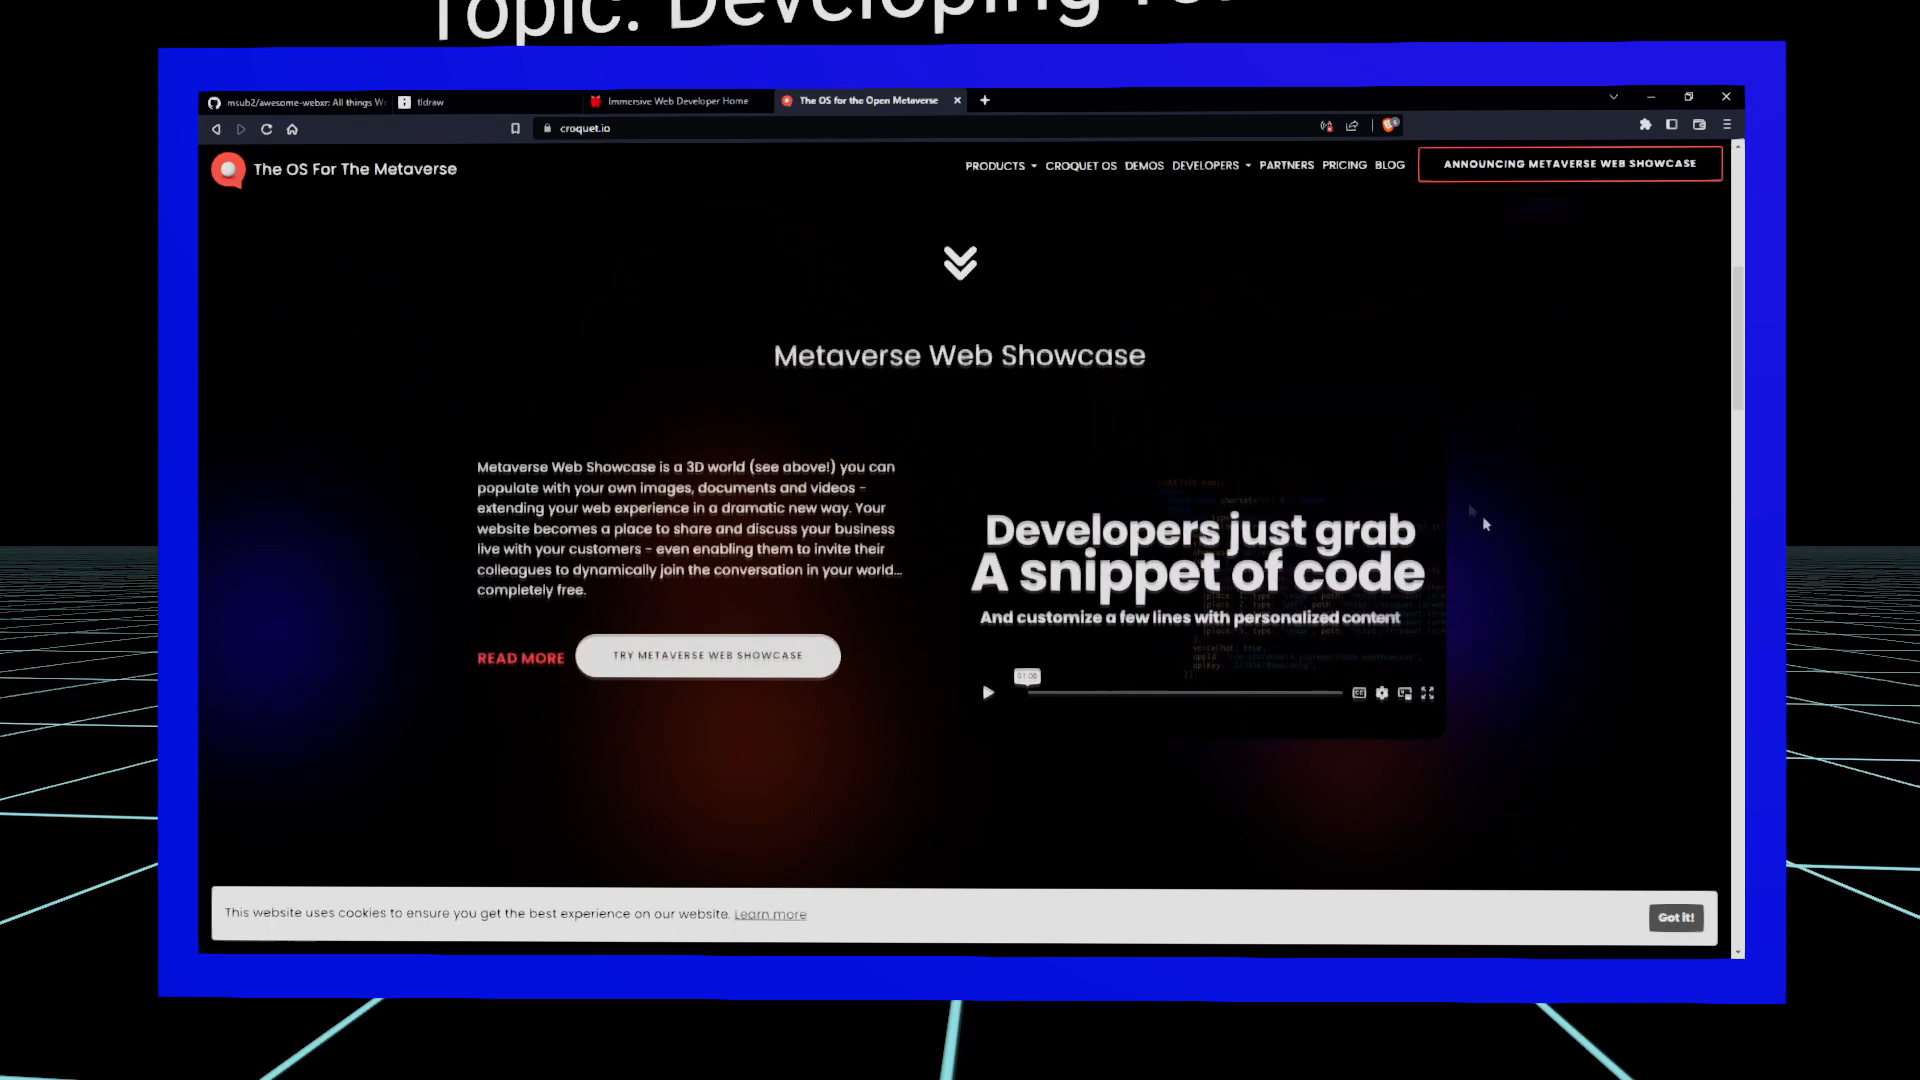 Topic: Developing
msub2/awesome-webxr: All things W
tldraw
Immersive Web Developer Home
The OS for the Open Metaverse
croquet.io
The OS For The Metaverse
PRODUCTS
CROQUET OS
DEMOS
DEVELOPERS
PARTNERS
PRICING
BLOG
ANNOUNCING METAVERSE WEB SHOWCASE
Metaverse Web Showcase
Metaverse Web Showcase is a 3D world (see above!) you can
populate with your own images, documents and videos -
extending your web experience in a dramatic new way. Your
website becomes a place to share and discuss your business
live with your customers - even enabling them to invite their
colleagues to dynamically join the conversation in your world...
completely free.
READ MORE
TRY METAVERSE WEB SHOWCASE
Developers just grab
A snippet of code
And customize a few lines with personalized content
voiceChat: true,
01:06
This website uses cookies to ensure you get the best experience on our website. Learn more
Got it!